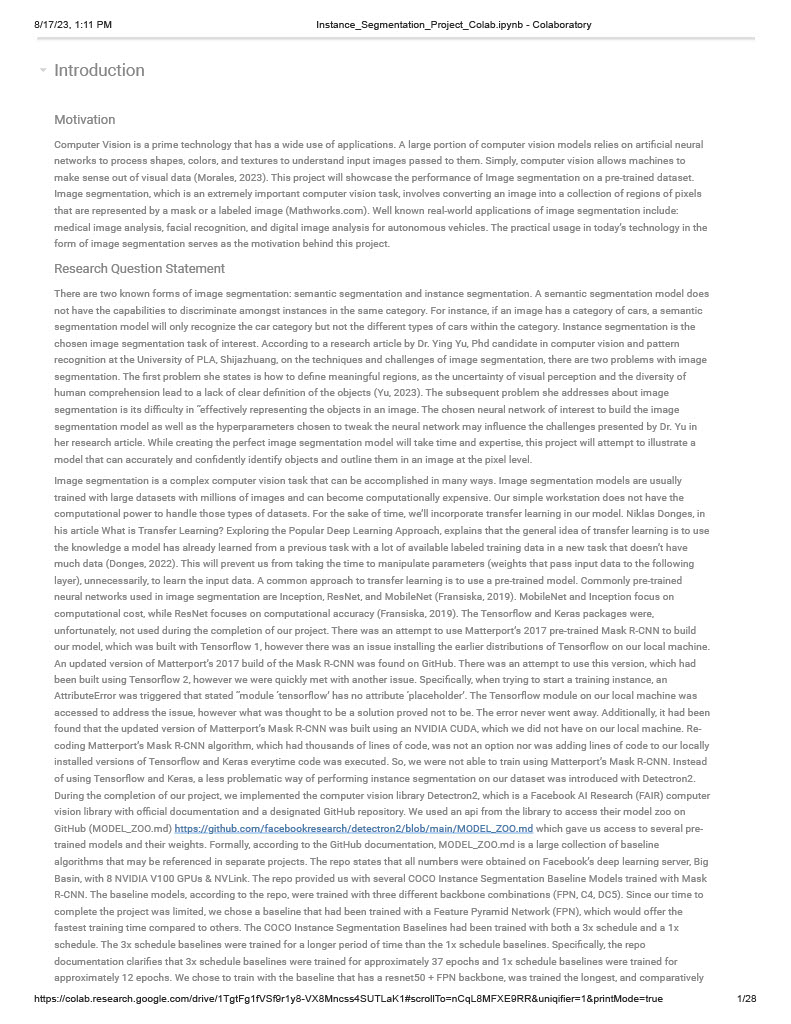 8/17/23, 1:11 PM Instance_Segmentation_Project_Colab.ipynb - Colaboratory
Introduction
Motivation
Computer Vision is a prime technology that has a wide use of applications. A large portion of computer vision models relies on artificial neural
networks to process shapes, colors, and textures to understand input images passed to them. Simply, computer vision allows machines to
make sense out of visual data (Morales, 2023). This project will showcase the performance of Image segmentation on a pre-trained dataset.
Image segmentation, which is an extremely important computer vision task, involves converting an image into a collection of regions of pixels
that are represented by a mask or a labeled image (Mathworks.com). Well known real-world applications of image segmentation include:
medical image analysis, facial recognition, and digital image analysis for autonomous vehicles. The practical usage in today's technology in the
form of image segmentation serves as the motivation behind this project.
Research Question Statement
There are two known forms of image segmentation: semantic segmentation and instance segmentation. A semantic segmentation model does
not have the capabilities to discriminate amongst instances in the same category. For instance, if an image has a category of cars, a semantic
segmentation model will only recognize the car category but not the different types of cars within the category. Instance segmentation is the
chosen image segmentation task of interest. According to a research article by Dr. Ying Yu, Phd candidate in computer vision and pattern
recognition at the University of PLA, Shijazhuang, on the techniques and challenges of image segmentation, there are two problems with image
segmentation. The first problem she states is how to define meaningful regions, as the uncertainty of visual perception and the diversity of
human comprehension lead to a lack of clear definition of the objects (Yu, 2023). The subsequent problem she addresses about image
segmentation is its difficulty in "effectively representing the objects in an image. The chosen neural network of interest to build the image
segmentation model as well as the hyperparameters chosen to tweak the neural network may influence the challenges presented by Dr. Yu in
her research article. While creating the perfect image segmentation model will take time and expertise, this project will attempt to illustrate a
model that can accurately and confidently identify objects and outline them in an image at the pixel level.
Image segmentation is a complex computer vision task that can be accomplished in many ways. Image segmentation models are usually
trained with large datasets with millions of images and can become computationally expensive. Our simple workstation does not have the
computational power to handle those types of datasets. For the sake of time, we'll incorporate transfer learning in our model. Niklas Donges, in
his article What is Transfer Learning? Exploring the Popular Deep Learning Approach, explains that the general idea of transfer learning is to use
the knowledge a model has already learned from a previous task with a lot of available labeled training data in a new task that doesn't have
much data (Donges, 2022). This will prevent us from taking the time to manipulate parameters (weights that pass input data to the following
layer), unnecessarily, to learn the input data. A common approach to transfer learning is to use a pre-trained model. Commonly pre-trained
neural networks used in image segmentation are Inception, ResNet, and MobileNet (Fransiska, 2019). MobileNet and Inception focus on
computational cost, while ResNet focuses on computational accuracy (Fransiska, 2019). The Tensorflow and Keras packages were,
unfortunately, not used during the completion of our project. There was an attempt to use Matterport's 2017 pre-trained Mask R-CNN to build
our model, which was built with Tensorflow 1, however there was an issue installing the earlier distributions of Tensorflow on our local machine.
An updated version of Matterport's 2017 build of the Mask R-CNN was found on GitHub. There was an attempt to use this version, which had
been built using Tensorflow 2, however we were quickly met with another issue. Specifically, when trying to start a training instance, an
AttributeError was triggered that stated "module 'tensorflow' has no attribute 'placeholder'. The Tensorflow module on our local machine was
accessed to address the issue, however what was thought to be a solution proved not to be. The error never went away. Additionally, it had been
found that the updated version of Matterport's Mask R-CNN was built using an NVIDIA CUDA, which we did not have on our local machine. Re-
coding Matterport's Mask R-CNN algorithm, which had thousands of lines of code, was not an option nor was adding lines of code to our locally
installed versions of Tensorflow and Keras everytime code was executed. So, we were not able to train using Matterport's Mask R-CNN. Instead
of using Tensorflow and Keras, a less problematic way of performing instance segmentation on our dataset was introduced with Detectron2.
During the completion of our project, we implemented the computer vision library Detectron2, which is a Facebook AI Research (FAIR) computer
vision library with official documentation and a designated GitHub repository. We used an api from the library to access their model zoo on
GitHub (MODEL_ZOO.md) https://github.com/facebookresearch/detectron2/blob/main/MODEL_ZOO.md which gave us access to several pre-
trained models and their weights. Formally, according to the GitHub documentation, MODEL_ZOO.md is a large collection of baseline
algorithms that may be referenced in separate projects. The repo states that all numbers were obtained on Facebook's deep learning server, Big
Basin, with 8 NVIDIA V100 GPUs & NVLink. The repo provided us with several COCO Instance Segmentation Baseline Models trained with Mask
R-CNN. The baseline models, according to the repo, were trained with three different backbone combinations (FPN, C4, DC5). Since our time to
complete the project was limited, we chose a baseline that had been trained with a Feature Pyramid Network (FPN), which would offer the
fastest training time compared to others. The COCO Instance Segmentation Baselines had been trained with both a 3x schedule and a 1x
schedule. The 3x schedule baselines were trained for a longer period of time than the 1x schedule baselines. Specifically, the repo
documentation clarifies that 3x schedule baselines were trained for approximately 37 epochs and 1x schedule baselines were trained for
approximately 12 epochs. We chose to train with the baseline that has a resnet50 + FPN backbone, was trained the longest, and comparatively
https://colab.research.google.com/drive/1TgtFg1fVSf9r1y8-VX8Mncss4SUTLaK1#scrollTo=nCqL8MFXE9RR&uniqifier=1&printMode=true 1/28